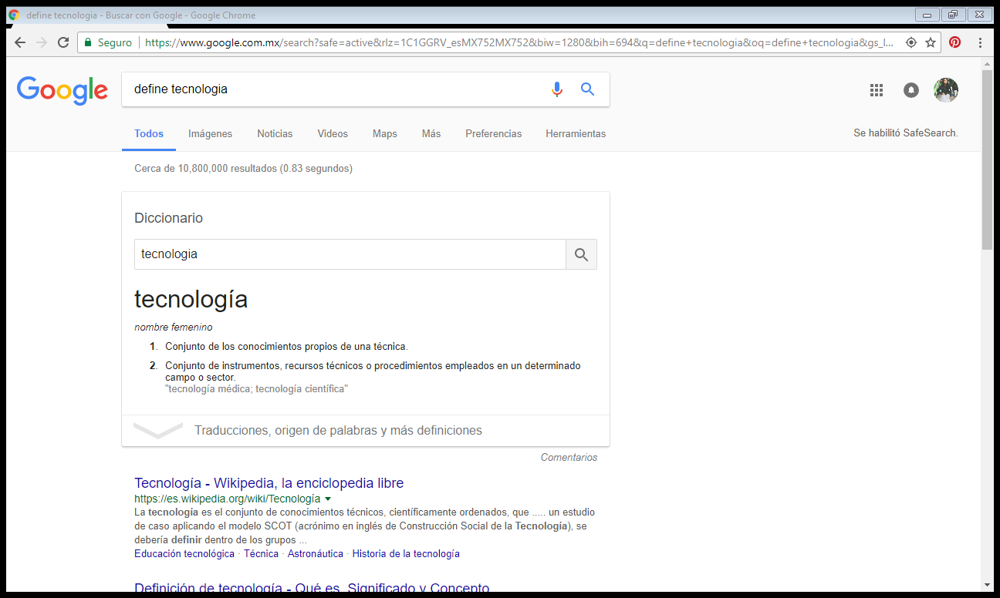 define tecnologia - Buscar con Google - Google Chrome
Seguro https://www.google.com.mx/search?safe=active&rlz=1C1GGRV_esMX752MX752&biw=1280&bih=694&q=define+tecnologia&oq=define+tecnologia&gs_l...
Google define tecnologia
Todos Imágenes Noticias Videos Maps Más Preferencias Herramientas Se habilitó SafeSearch.
Cerca de 10,800,000 resultados (0.83 segundos)
Diccionario
tecnologia
tecnología
nombre femenino
1. Conjunto de los conocimientos propios de una técnica.
2. Conjunto de instrumentos, recursos técnicos o procedimientos empleados en un determinado
campo o sector.
"tecnología médica; tecnología científica"
Traducciones, origen de palabras y más definiciones
Comentarios
Tecnología - Wikipedia, la enciclopedia libre
https://es.wikipedia.org/wiki/Tecnología
La tecnología es el conjunto de conocimientos técnicos, científicamente ordenados, que ..... un estudio
de caso aplicando el modelo SCOT (acrónimo en inglés de Construcción Social de la Tecnología), se
debería definir dentro de los grupos ...
Educación tecnológica · Técnica · Astronáutica · Historia de la tecnología
Definición de tecnología - Qué es, Significado y Concepto